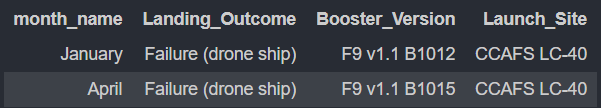 month_name Landing_Outcome Booster_Version Launch_Site
January Failure (drone ship) F9 v1.1 B1012 CCAFS LC-40
April Failure (drone ship) F9 v1.1 B1015 CCAFS LC-40